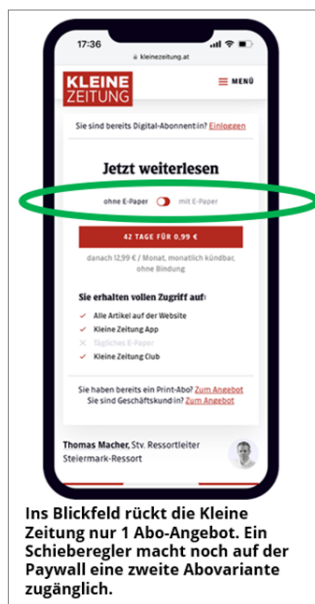 17:36
kleinezeitung.at
KLEINE
ZEITUNG
MENÜ
Sie sind bereits Digital-Abonnentin? Einloggen
Jetzt weiterlesen
ohne E-Paper mit E-Paper
42 TAGE FÜR 0,99 €
danach 12,99 € / Monat, monatlich kündbar,
ohne Bindung
Sie erhalten vollen Zugriff auf:
Alle Artikel auf der Website
Kleine Zeitung App
Tägliches E-Paper
Kleine Zeitung Club
Sie haben bereits ein Print-Abo? Zum Angebot
Sie sind Geschäftskund in? Zum Angebot
Thomas Macher, Stv. Ressortleiter
Steiermark-Ressort
Ins Blickfeld rückt die Kleine
Zeitung nur 1 Abo-Angebot. Ein
Schieberegler macht noch auf der
Paywall eine zweite Abovariante
zugänglich.